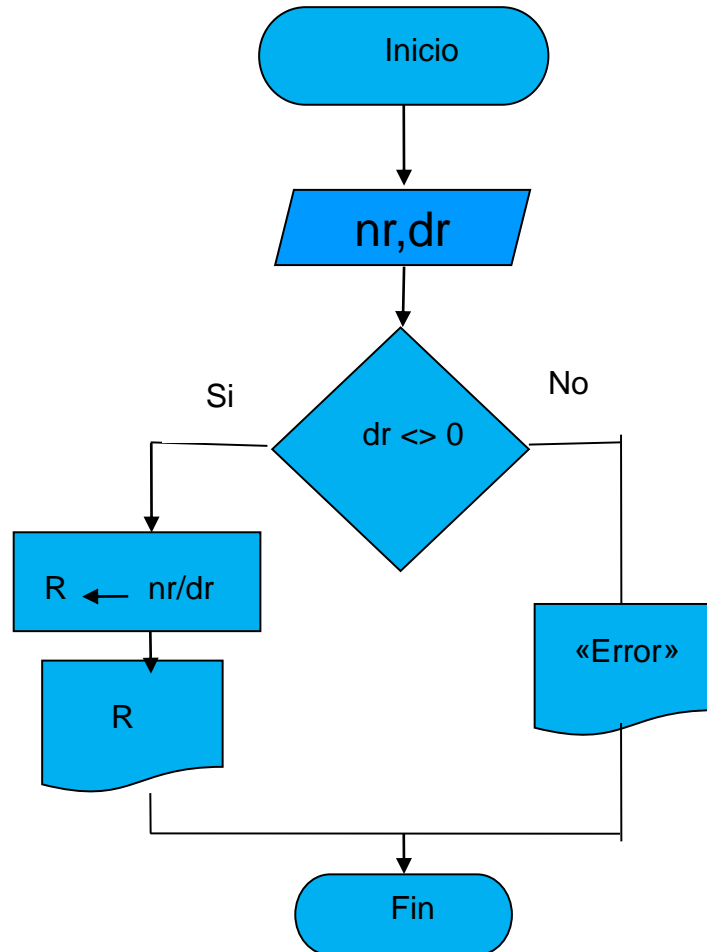 Inicio
nr,dr
Si
No
dr <> 0
R ← nr/dr
«Error»
R
Fin